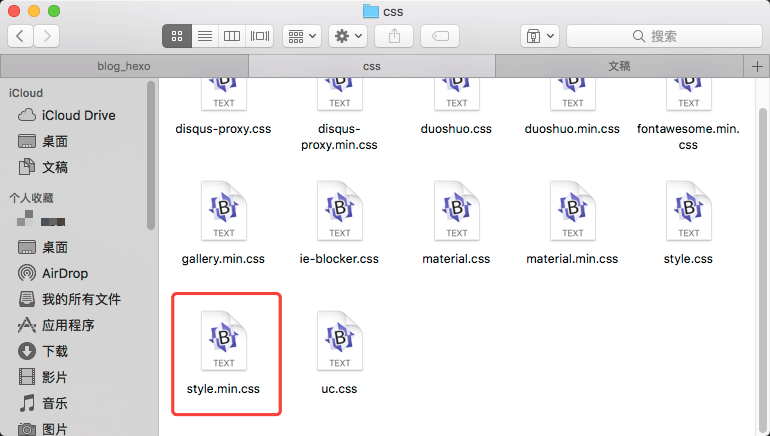 css
搜索
blog_hexo
css
文稿
iCloud
iCloud Drive
桌面
文稿
个人收藏
桌面
AirDrop
我的所有文件
应用程序
下载
影片
音乐
图片
TEXT TEXT TEXT TEXT TEXT
disqus-proxy.css
disqus-
proxy.min.css
duoshuo.css
duoshuo.min.css
fontawesome.min.
css
B B B B B
TEXT TEXT TEXT TEXT TEXT
gallery.min.css
ie-blocker.css
material.css
material.min.css
style.css
B B
TEXT TEXT
style.min.css
uc.css